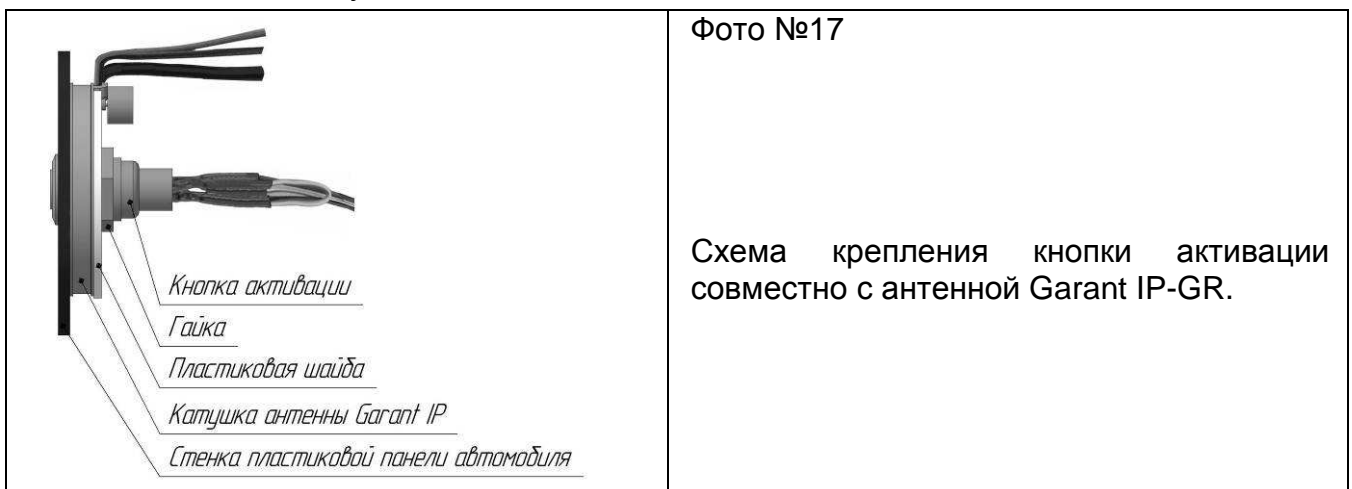 Фото №17
Кнопка активации
Гайка
Пластиковая шайба
Катушка антенны Garant IP
Стенка пластиковой панели автомобиля
Схема крепления кнопки активации
совместно с антенной Garant IP-GR.